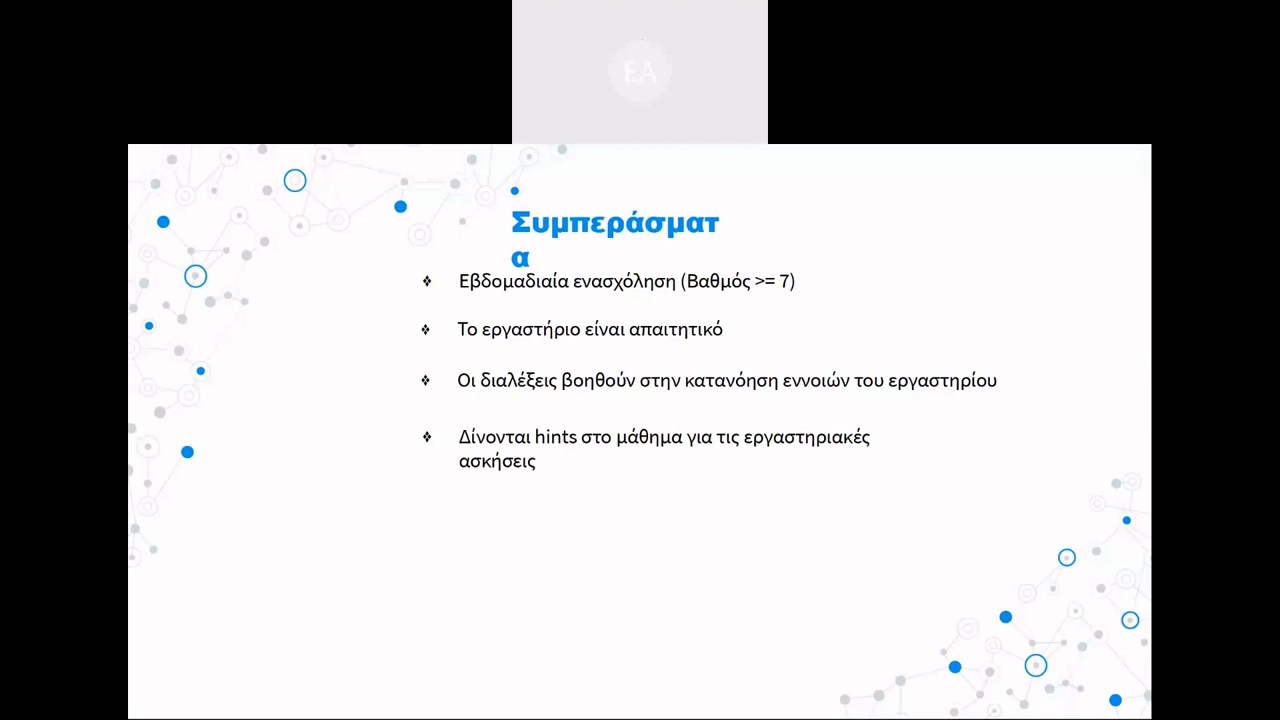 EA
Συμπεράσματ
α
❖ Εβδομαδιαία ενασχόληση (Βαθμός >= 7)
❖ Το εργαστήριο είναι απαιτητικό
❖ Οι διαλέξεις βοηθούν στην κατανόηση εννοιών του εργαστηρίου
❖ Δίνονται hints στο μάθημα για τις εργαστηριακές
ασκήσεις